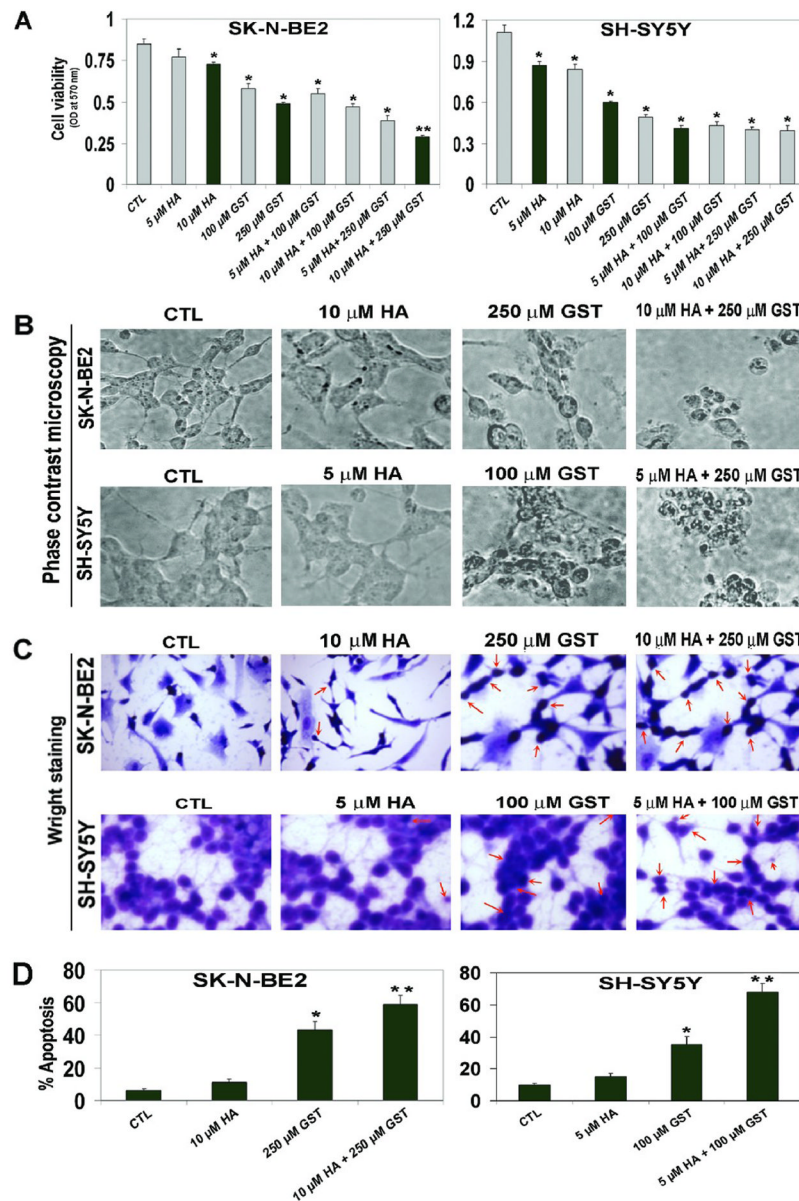 A
SK-N-BE2
SH-SY5Y
Cell viability
(OD at 570 nm)
1
0.75
0.5
0.25
1.2
0.9
0.6
0.3
0
*
*
*
*
*
*
**
*
*
*
*
*
*
*
*
CTL
5 µM HA
10 µM HA
100 µM GST
250 µM GST
5 µM HA + 100 µM GST
10 µM HA + 100 µM GST
5 µM HA+ 250 µM GST
10 µM HA + 250 µM GST
CTL
5 µM HA
10 µM HA
100 µM GST
250 µM GST
5 µM HA + 100 µM GST
10 µM HA + 100 µM GST
5 µM HA + 250 µM GST
10 µM HA + 250 µM GST
B
Phase contrast microscopy
SK-N-BE2
CTL
10 µM HA
250 µM GST
10 µM HA + 250 µM GST
SH-SY5Y
CTL
5 µM HA
100 µM GST
5 µM HA + 250 µM GST
C
Wright staining
SK-N-BE2
CTL
10 µM HA
250 µM GST
10 µM HA + 250 µM GST
SH-SY5Y
CTL
5 µM HA
100 µM GST
5 µM HA + 100 µM GST
D
SK-N-BE2
SH-SY5Y
% Apoptosis
80
60
40
20
0
80
60
40
20
0
*
**
*
**
CTL
10 µM HA
250 µM GST
10 µM HA + 250 µM GST
CTL
5 µM HA
100 µM GST
5 µM HA + 100 µM GST